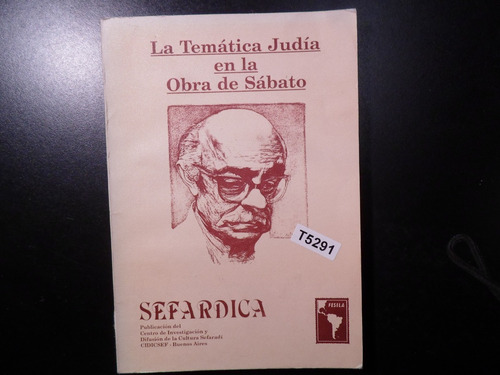 La Temática Judía
en la
Obra de Sábato
T5291
SEFARDICA
Publicación del
Centro de Investigación y
Difusión de la Cultura Sefaradí
CIDICSEF - Buenos Aires
FESELA